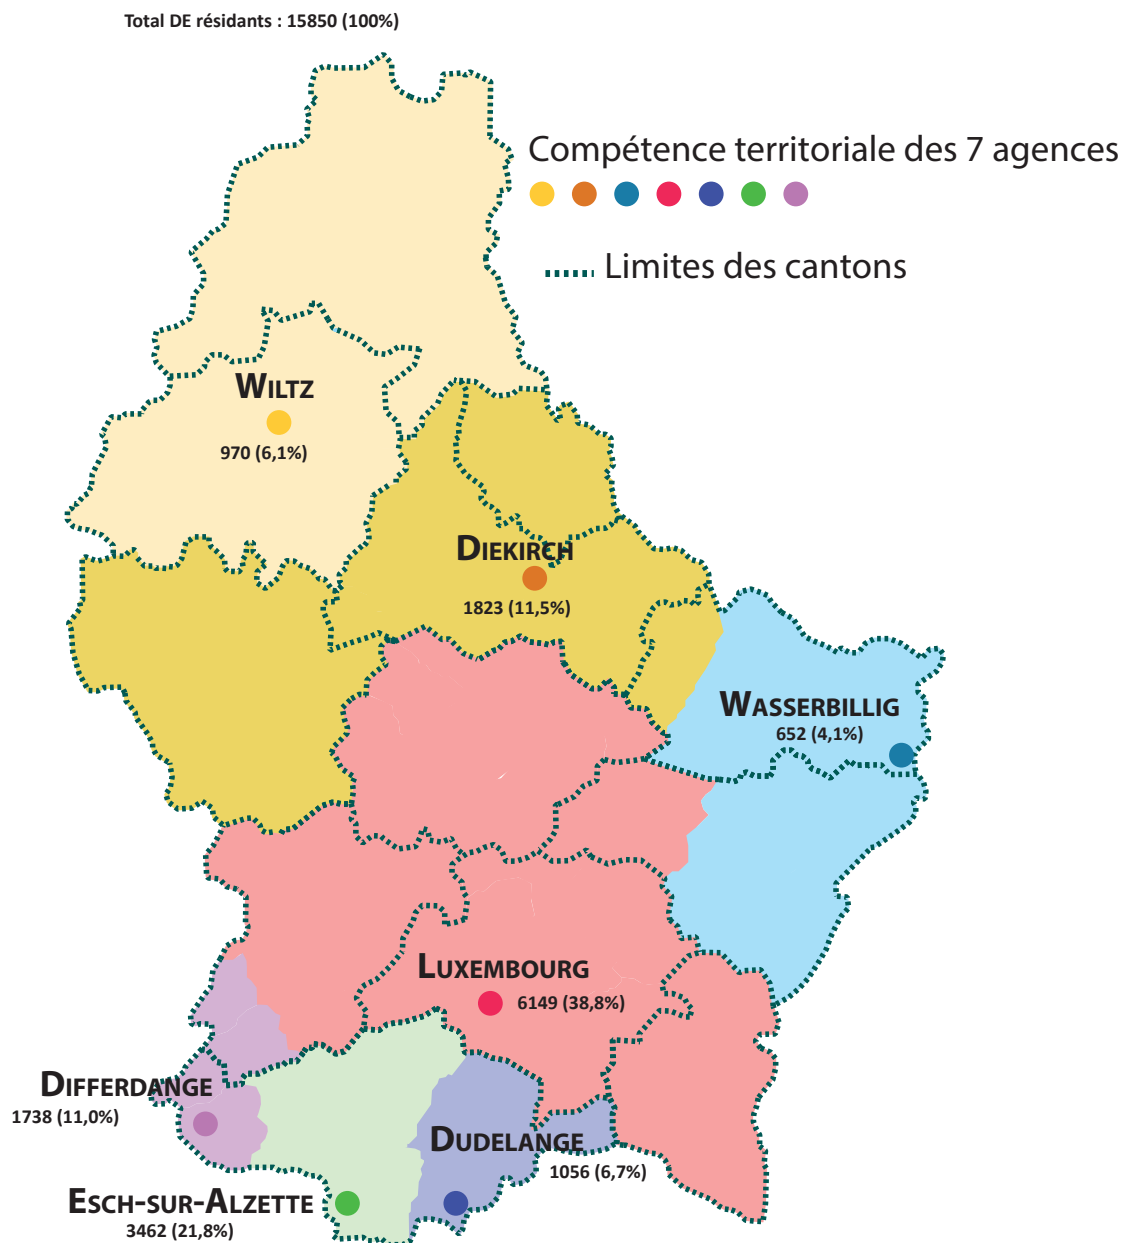 Total DE résidants : 15850 (100%)
Compétence territoriale des 7 agences
Limites des cantons
WILTZ
970 (6,1%)
DIEKIRCH
1823 (11,5%)
WASSERBILLIG
652 (4,1%)
LUXEMBOURG
6149 (38,8%)
DIFFERDANGE
1738 (11,0%)
DUDELANGE
1056 (6,7%)
ESCH-SUR-ALZETTE
3462 (21,8%)